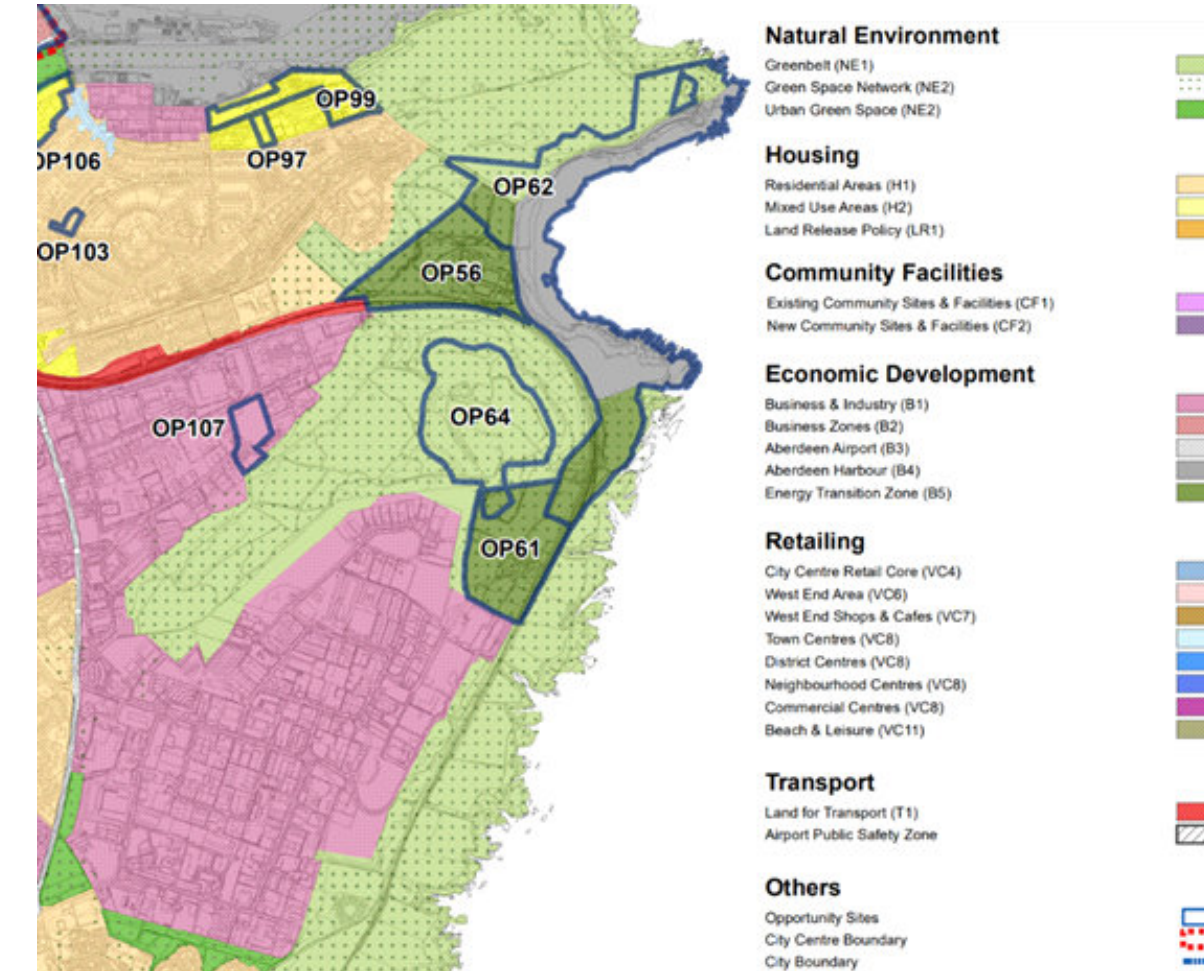 OP99
OP106
OP97
OP62
OP103
OP56
OP107
OP64
OP61
Natural Environment
Greenbelt (NE1)
Green Space Network (NE2)
Urban Green Space (NE2)
Housing
Residential Areas (H1)
Mixed Use Areas (H2)
Land Release Policy (LR1)
Community Facilities
Existing Community Sites & Facilities (CF1)
New Community Sites & Facilities (CF2)
Economic Development
Business & Industry (B1)
Business Zones (B2)
Aberdeen Airport (B3)
Aberdeen Harbour (B4)
Energy Transition Zone (B5)
Retailing
City Centre Retail Core (VC4)
West End Area (VC6)
West End Shops & Cafes (VC7)
Town Centres (VC8)
District Centres (VC8)
Neighbourhood Centres (VC8)
Commercial Centres (VC8)
Beach & Leisure (VC11)
Transport
Land for Transport (T1)
Airport Public Safety Zone
Others
Opportunity Sites
City Centre Boundary
City Boundary